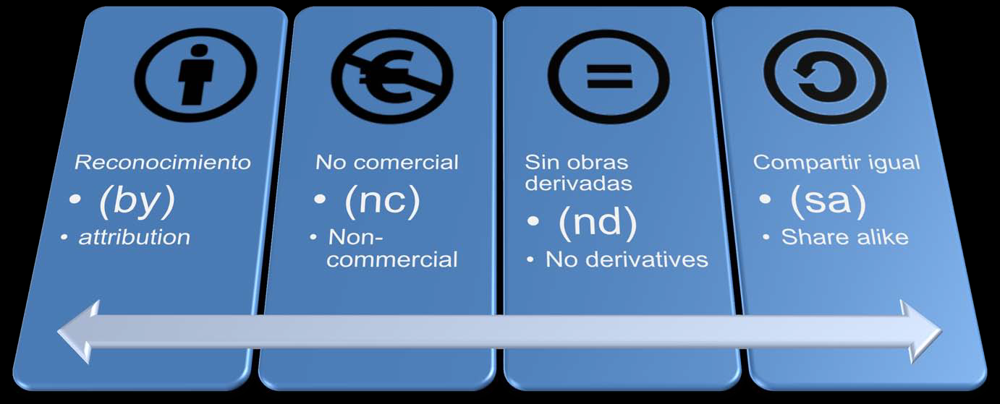 Reconocimiento
• (by)
• attribution
No comercial
• (nc)
• Non-
commercial
Sin obras
derivadas
• (nd)
• No derivatives
Compartir igual
• (sa)
• Share alike